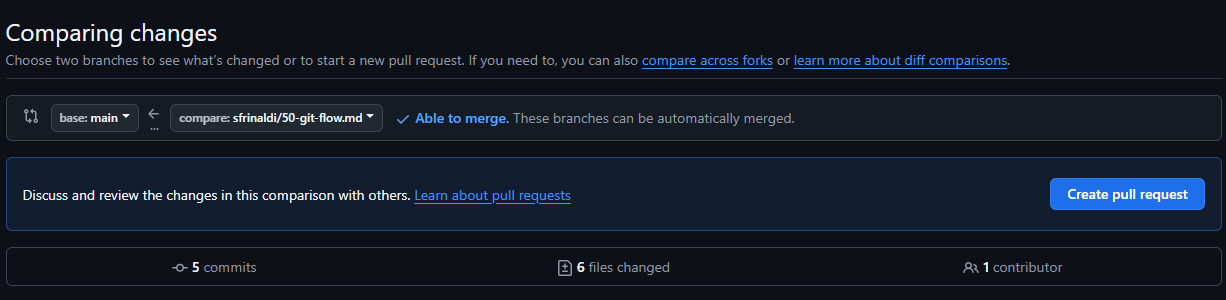 Comparing changes
Choose two branches to see what's changed or to start a new pull request. If you need to, you can also compare across forks or learn more about diff comparisons.
base: main ... compare: sfrinaldi/50-git-flow.md Able to merge. These branches can be automatically merged.
Discuss and review the changes in this comparison with others. Learn about pull requests Create pull request
5 commits 6 files changed 1 contributor